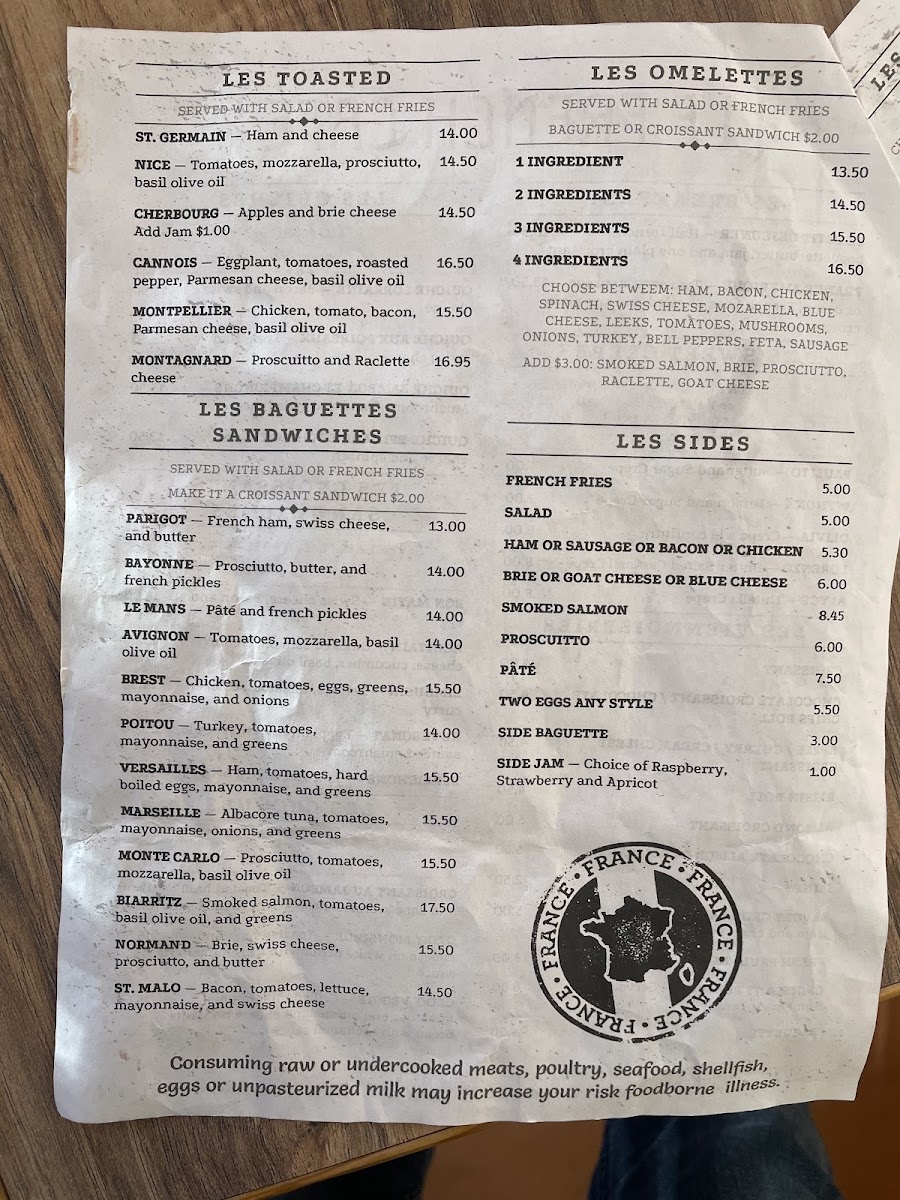 LES TOASTED
SERVED WITH SALAD OR FRENCH FRIES
ST. GERMAIN — Ham and cheese 14.00
NICE — Tomatoes, mozzarella, prosciutto, 14.50
basil olive oil
CHERBOURG — Apples and brie cheese 14.50
Add Jam $1.00
CANNOIS — Eggplant, tomatoes, roasted 16.50
pepper, Parmesan cheese, basil olive oil
MONTPELLIER — Chicken, tomato, bacon, 15.50
Parmesan cheese, basil olive oil
MONTAGNARD — Proscuitto and Raclette 16.95
cheese
LES BAGUETTES
SANDWICHES
SERVED WITH SALAD OR FRENCH FRIES
MAKE IT A CROISSANT SANDWICH $2.00
PARIGOT — French ham, swiss cheese, 13.00
and butter
BAYONNE — Prosciutto, butter, and 14.00
french pickles
LE MANS — Pâté and french pickles 14.00
AVIGNON — Tomatoes, mozzarella, basil 14.00
olive oil
BREST — Chicken, tomatoes, eggs, greens, 15.50
mayonnaise, and onions
POITOU — Turkey, tomatoes, 14.00
mayonnaise, and greens
VERSAILLES — Ham, tomatoes, hard 15.50
boiled eggs, mayonnaise, and greens
MARSEILLE — Albacore tuna, tomatoes, 15.50
mayonnaise, onions, and greens
MONTE CARLO — Prosciutto, tomatoes, 15.50
mozzarella, basil olive oil
BIARRITZ — Smoked salmon, tomatoes, 17.50
basil olive oil, and greens
NORMAND — Brie, swiss cheese, 15.50
prosciutto, and butter
ST. MALO — Bacon, tomatoes, lettuce, 14.50
mayonnaise, and swiss cheese
LES OMELETTES
SERVED WITH SALAD OR FRENCH FRIES
BAGUETTE OR CROISSANT SANDWICH $2.00
1 INGREDIENT 13.50
2 INGREDIENTS 14.50
3 INGREDIENTS 15.50
4 INGREDIENTS 16.50
CHOOSE BETWEEM: HAM, BACON, CHICKEN,
SPINACH, SWISS CHEESE, MOZARELLA, BLUE
CHEESE, LEEKS, TOMATOES, MUSHROOMS,
ONIONS, TURKEY, BELL PEPPERS, FETA, SAUSAGE
ADD $3.00: SMOKED SALMON, BRIE, PROSCIUTTO,
RACLETTE, GOAT CHEESE
LES SIDES
FRENCH FRIES 5.00
SALAD 5.00
HAM OR SAUSAGE OR BACON OR CHICKEN 5.30
BRIE OR GOAT CHEESE OR BLUE CHEESE 6.00
SMOKED SALMON 8.45
PROSCUITTO 6.00
PÂTÉ 7.50
TWO EGGS ANY STYLE 5.50
SIDE BAGUETTE 3.00
SIDE JAM — Choice of Raspberry, 1.00
Strawberry and Apricot
FRANCE • FRANCE • FRANCE • FRANCE • FRANCE •
Consuming raw or undercooked meats, poultry, seafood, shellfish,
eggs or unpasteurized milk may increase your risk foodborne illness.
LES